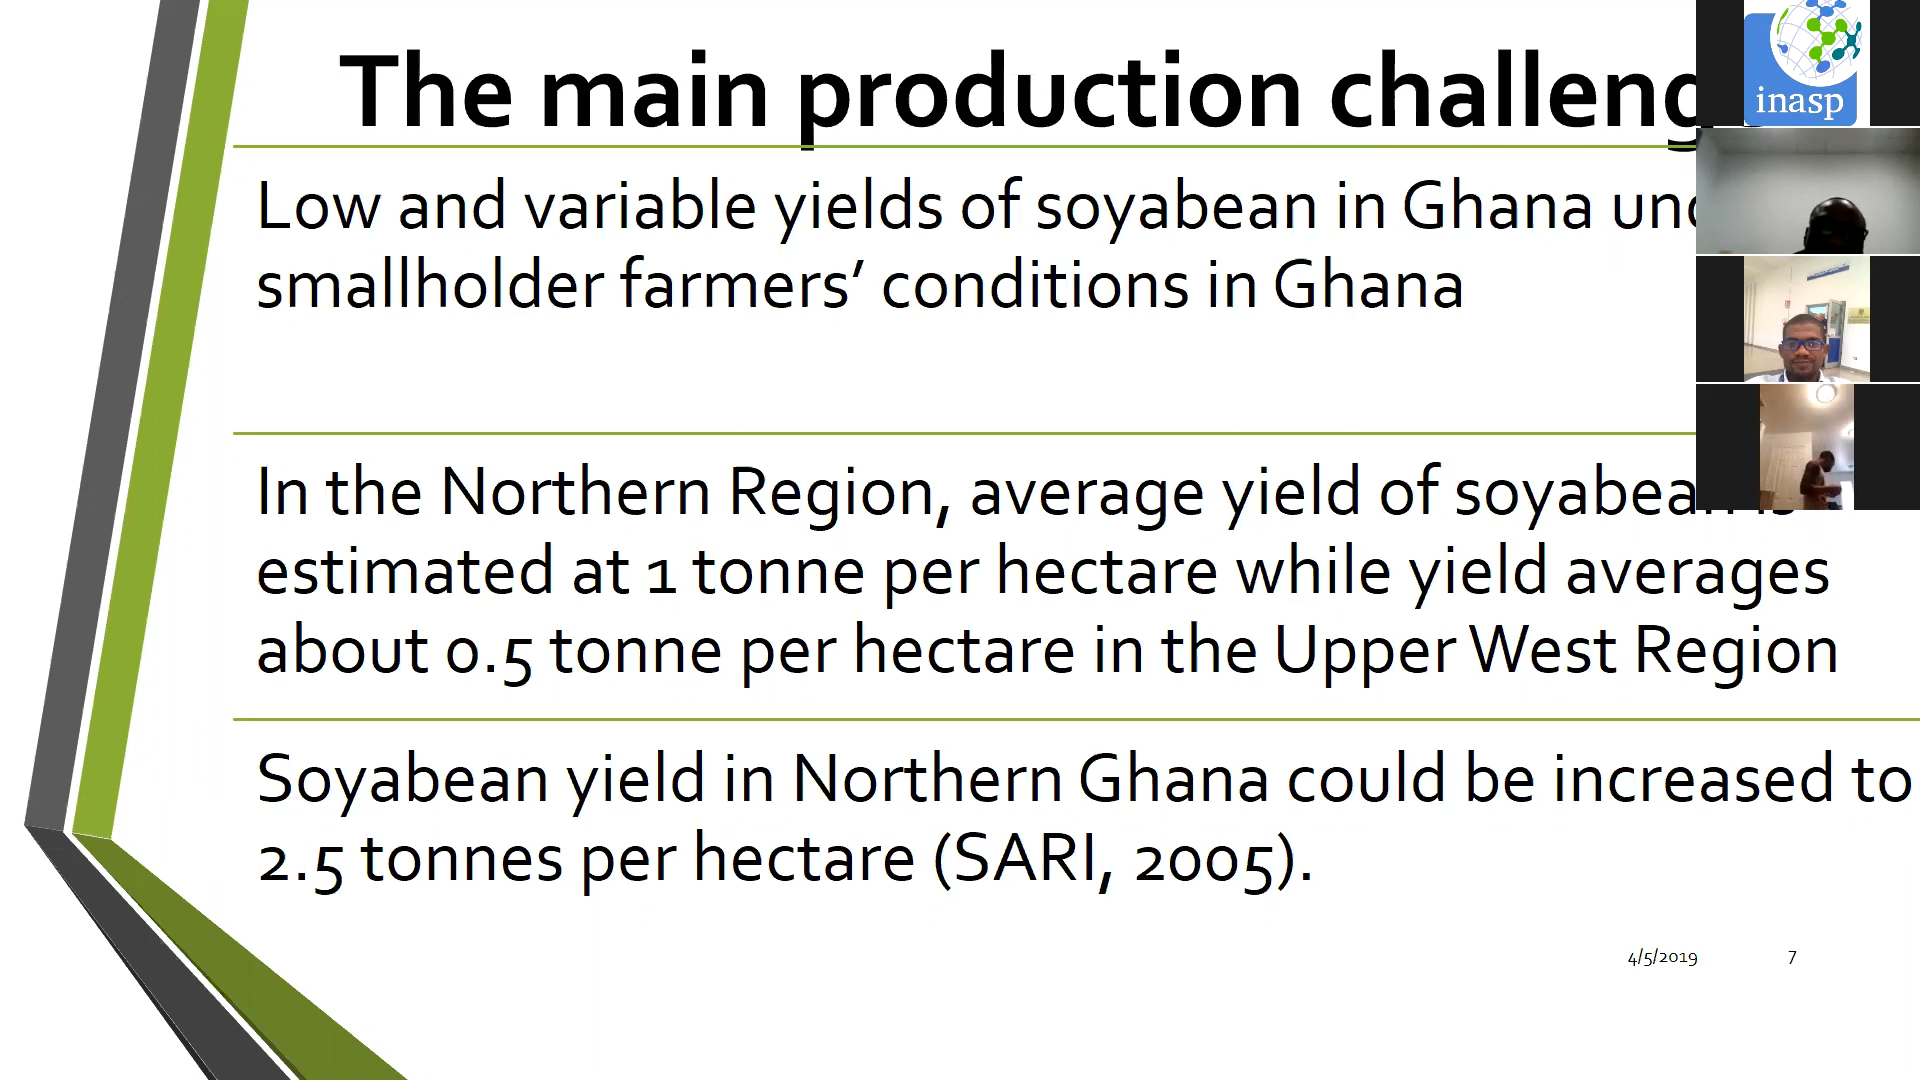 The main production challeng
Low and variable yields of soyabean in Ghana
smallholder farmers’ conditions in Ghana
In the Northern Region, average yield of
estimated at 1 tonne per hectare while yield averages
about 0.5 tonne per hectare in the Upper West Region
Soyabean yield in Northern Ghana could be increased to
2.5 tonnes per hectare (SARI, 2005).
4/5/2019 7
inasp